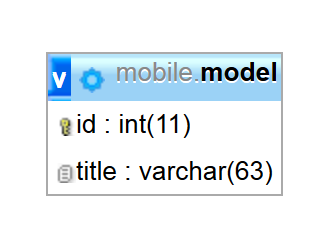 v mobile.model
id : int(11)
title : varchar(63)